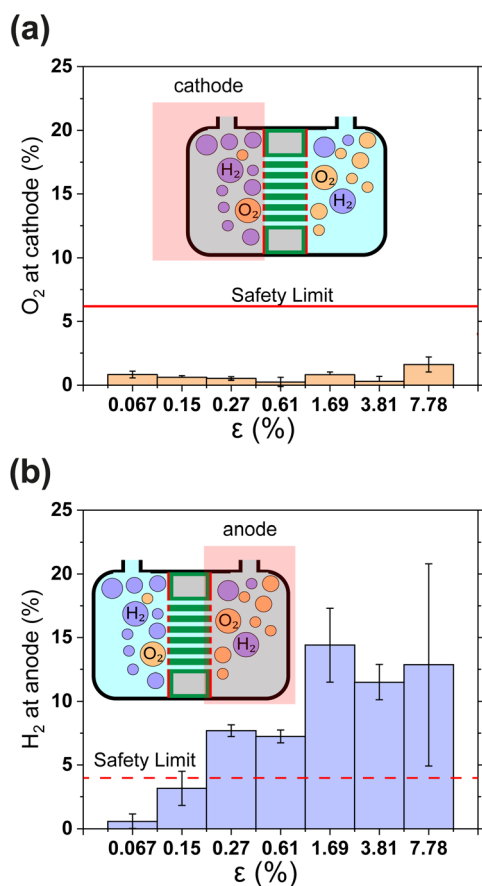 (a)
25
20
15
10
5
0
O₂ at cathode (%)
cathode
H₂
O₂
O₂
H₂
Safety Limit
0.067 0.15 0.27 0.61 1.69 3.81 7.78
ε (%)
(b)
25
20
15
10
5
0
H₂ at anode (%)
anode
H₂
O₂
O₂
H₂
Safety Limit
0.067 0.15 0.27 0.61 1.69 3.81 7.78
ε (%)